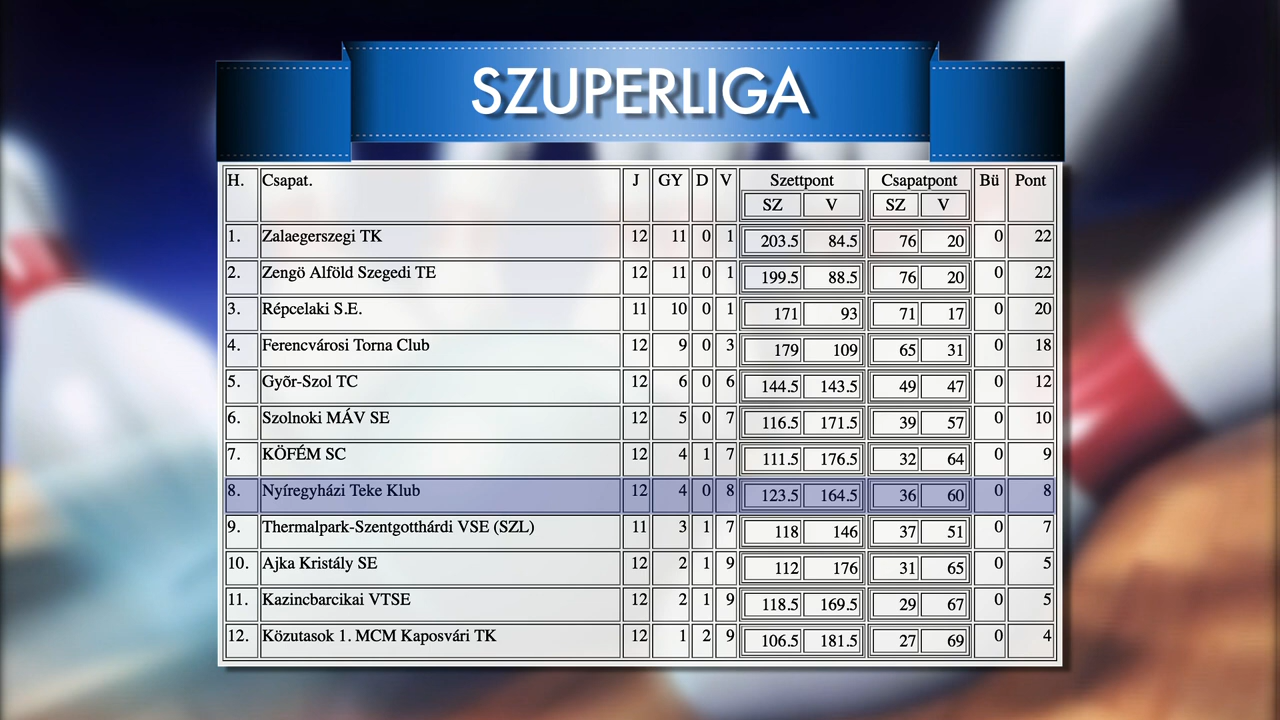 SZUPERLIGA
H. Csapat. J GY D V Szettpont Csapatpont Bü Pont
SZ V SZ V
1. Zalaegerszegi TK 12 11 0 1 203.5 84.5 76 20 0 22
2. Zengö Alföld Szegedi TE 12 11 0 1 199.5 88.5 76 20 0 22
3. Répcelaki S.E. 11 10 0 1 171 93 71 17 0 20
4. Ferencvárosi Torna Club 12 9 0 3 179 109 65 31 0 18
5. Gyõr-Szol TC 12 6 0 6 144.5 143.5 49 47 0 12
6. Szolnoki MÁV SE 12 5 0 7 116.5 171.5 39 57 0 10
7. KÖFÉM SC 12 4 1 7 111.5 176.5 32 64 0 9
8. Nyíregyházi Teke Klub 12 4 0 8 123.5 164.5 36 60 0 8
9. Thermalpark-Szentgotthárdi VSE (SZL) 11 3 1 7 118 146 37 51 0 7
10. Ajka Kristály SE 12 2 1 9 112 176 31 65 0 5
11. Kazincbarcikai VTSE 12 2 1 9 118.5 169.5 29 67 0 5
12. Közutasok 1. MCM Kaposvári TK 12 1 2 9 106.5 181.5 27 69 0 4